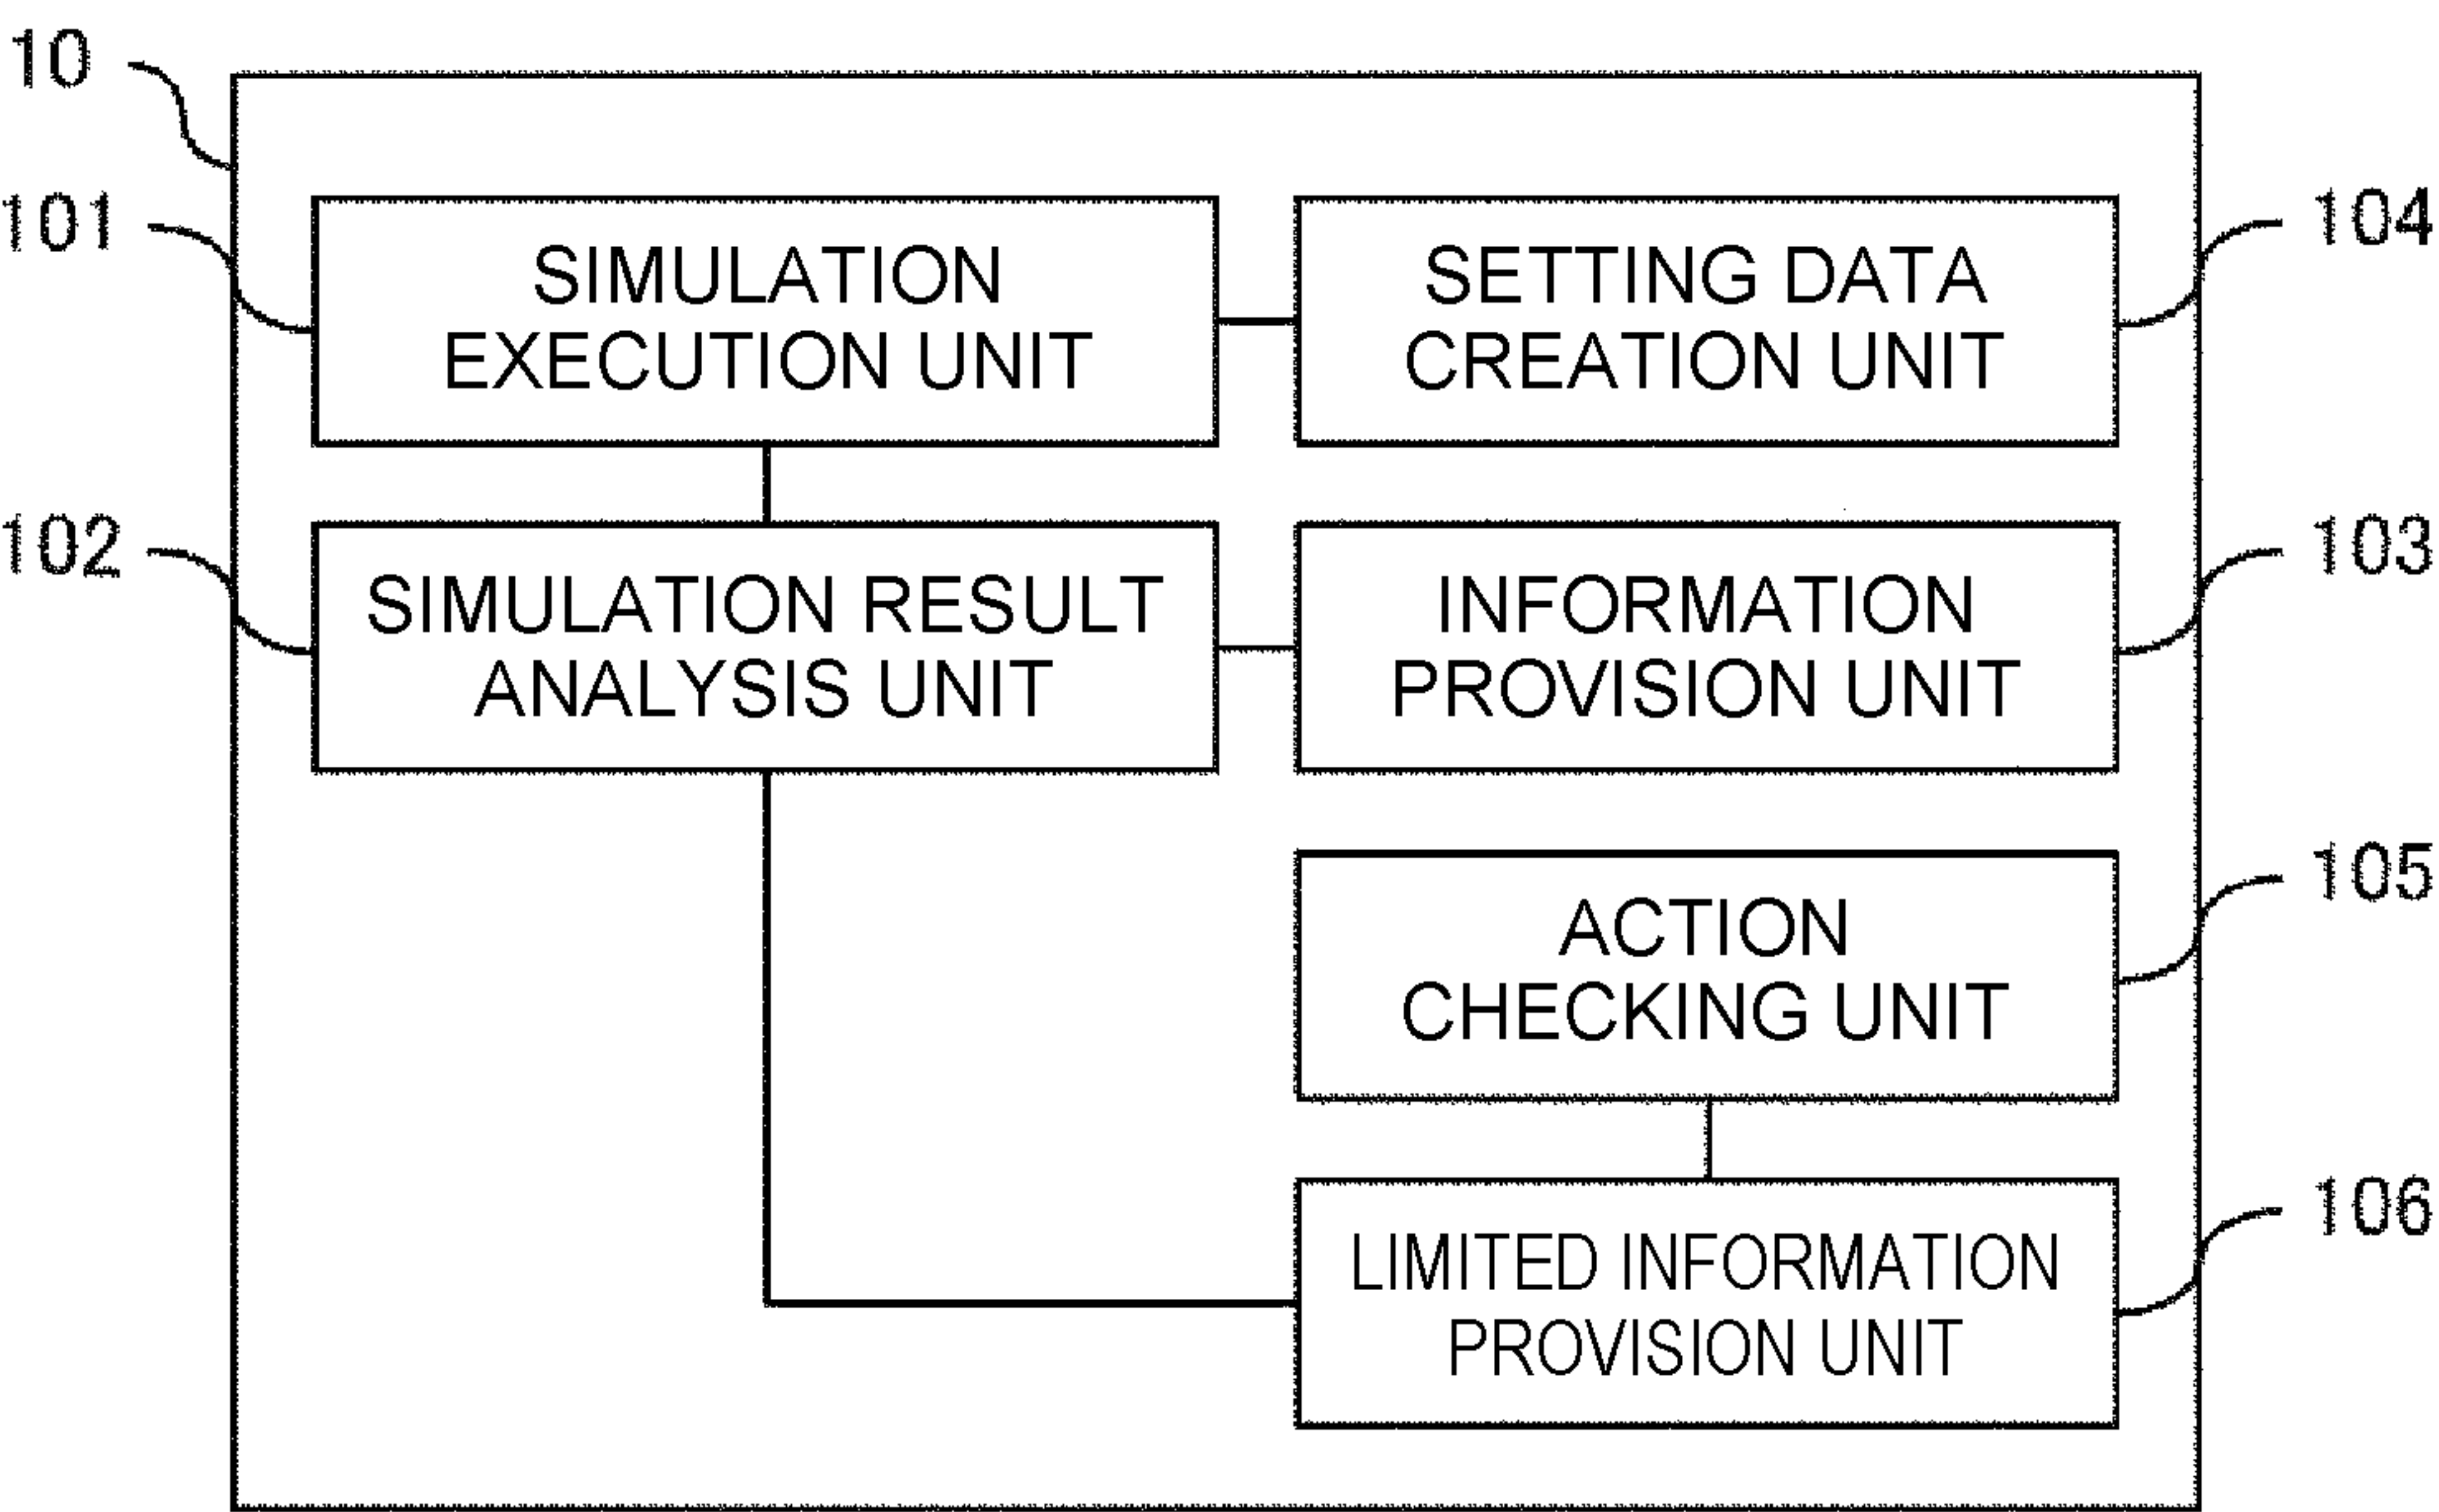 10
101
SIMULATION
EXECUTION UNIT
SETTING DATA
CREATION UNIT
104
102
SIMULATION RESULT
ANALYSIS UNIT
INFORMATION
PROVISION UNIT
103
ACTION
CHECKING UNIT
105
LIMITED INFORMATION
PROVISION UNIT
106